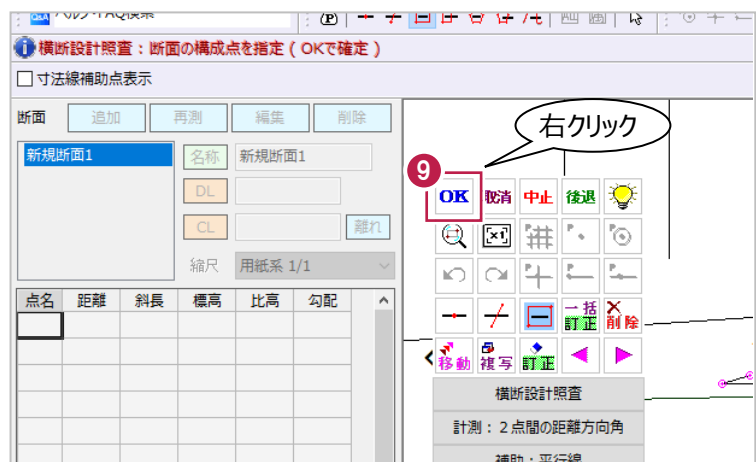 Q&A ヘルプ・FAQ検索
横断設計照査：断面の構成点を指定（OKで確定）
寸法線補助点表示
断面 追加 再測 編集 削除
新規断面1
名称 新規断面1
DL
CL 離れ
縮尺 用紙系 1/1
点名 距離 斜長 標高 比高 勾配
右クリック
9
OK 取消 中止 後退
一括訂正 削除
移動 複写 訂正
横断設計照査
計測：２点間の距離方向角
補助：平行線